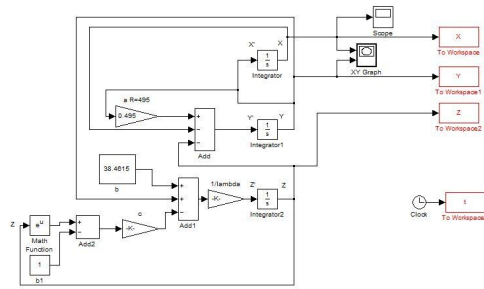 Scope
X
To Workspace
X'
X
1
s
Integrator
XY Graph
Y
To Workspace1
a R=495
0.495
Y'
Y
1
s
Integrator1
Add
Z
To Workspace2
38.4615
b
1/lambda
-K-
Add1
Z'
Z
1
s
Integrator2
Clock
t
To Workspace
Z
e^u
Math
Function
Add2
c
-K-
1
b1